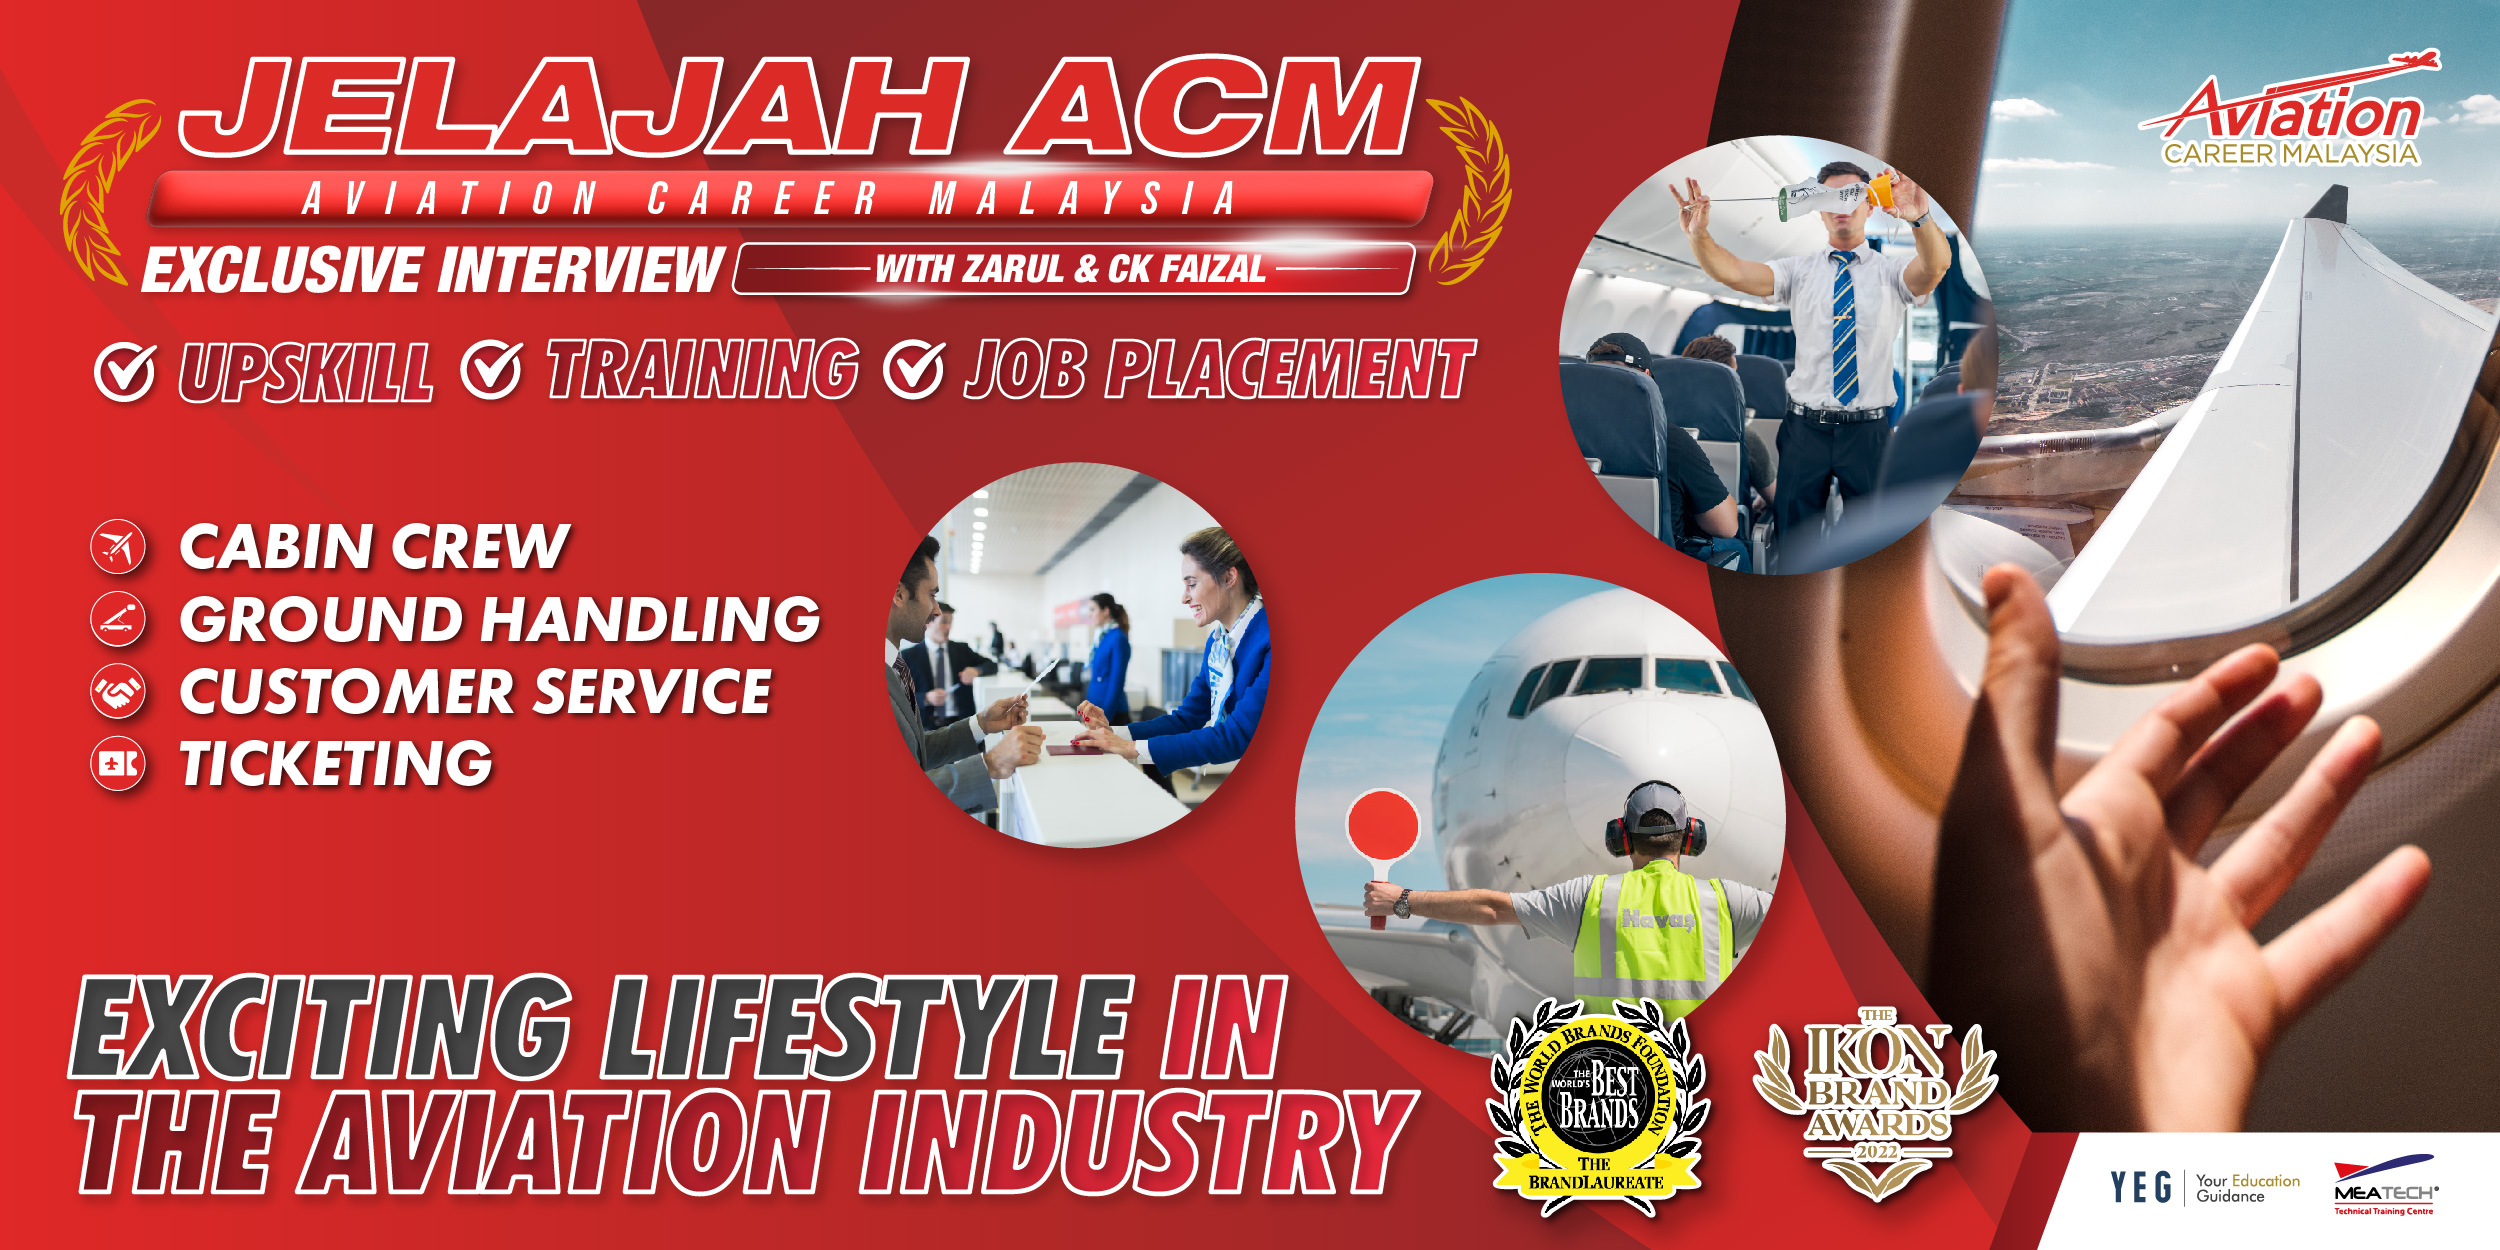 JELAJAH ACM
AVIATION CAREER MALAYSIA
EXCLUSIVE INTERVIEW
WITH ZARUL & CK FAIZAL
UPSKILL
TRAINING
JOB PLACEMENT
Aviation
CAREER MALAYSIA
CABIN CREW
GROUND HANDLING
CUSTOMER SERVICE
TICKETING
Havaş
EXCITING LIFESTYLE IN
THE AVIATION INDUSTRY
THE WORLD BRANDS FOUNDATION
THE
WORLD'S
BEST
BRANDS
THE
BRANDLAUREATE
THE
IKON
BRAND
AWARDS
2022
YEG
Your Education
Guidance
MEATECH®
Technical Training Centre